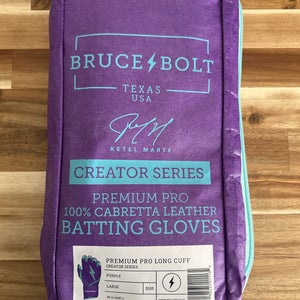 BRUCE BOLT
TEXAS
USA
KETEL MARTE
CREATOR SERIES
PREMIUM PRO
100% CABRETTA LEATHER
BATTING GLOVES
PREMIUM PRO LONG CUFF
CREATOR SERIES
PURPLE
LARGE